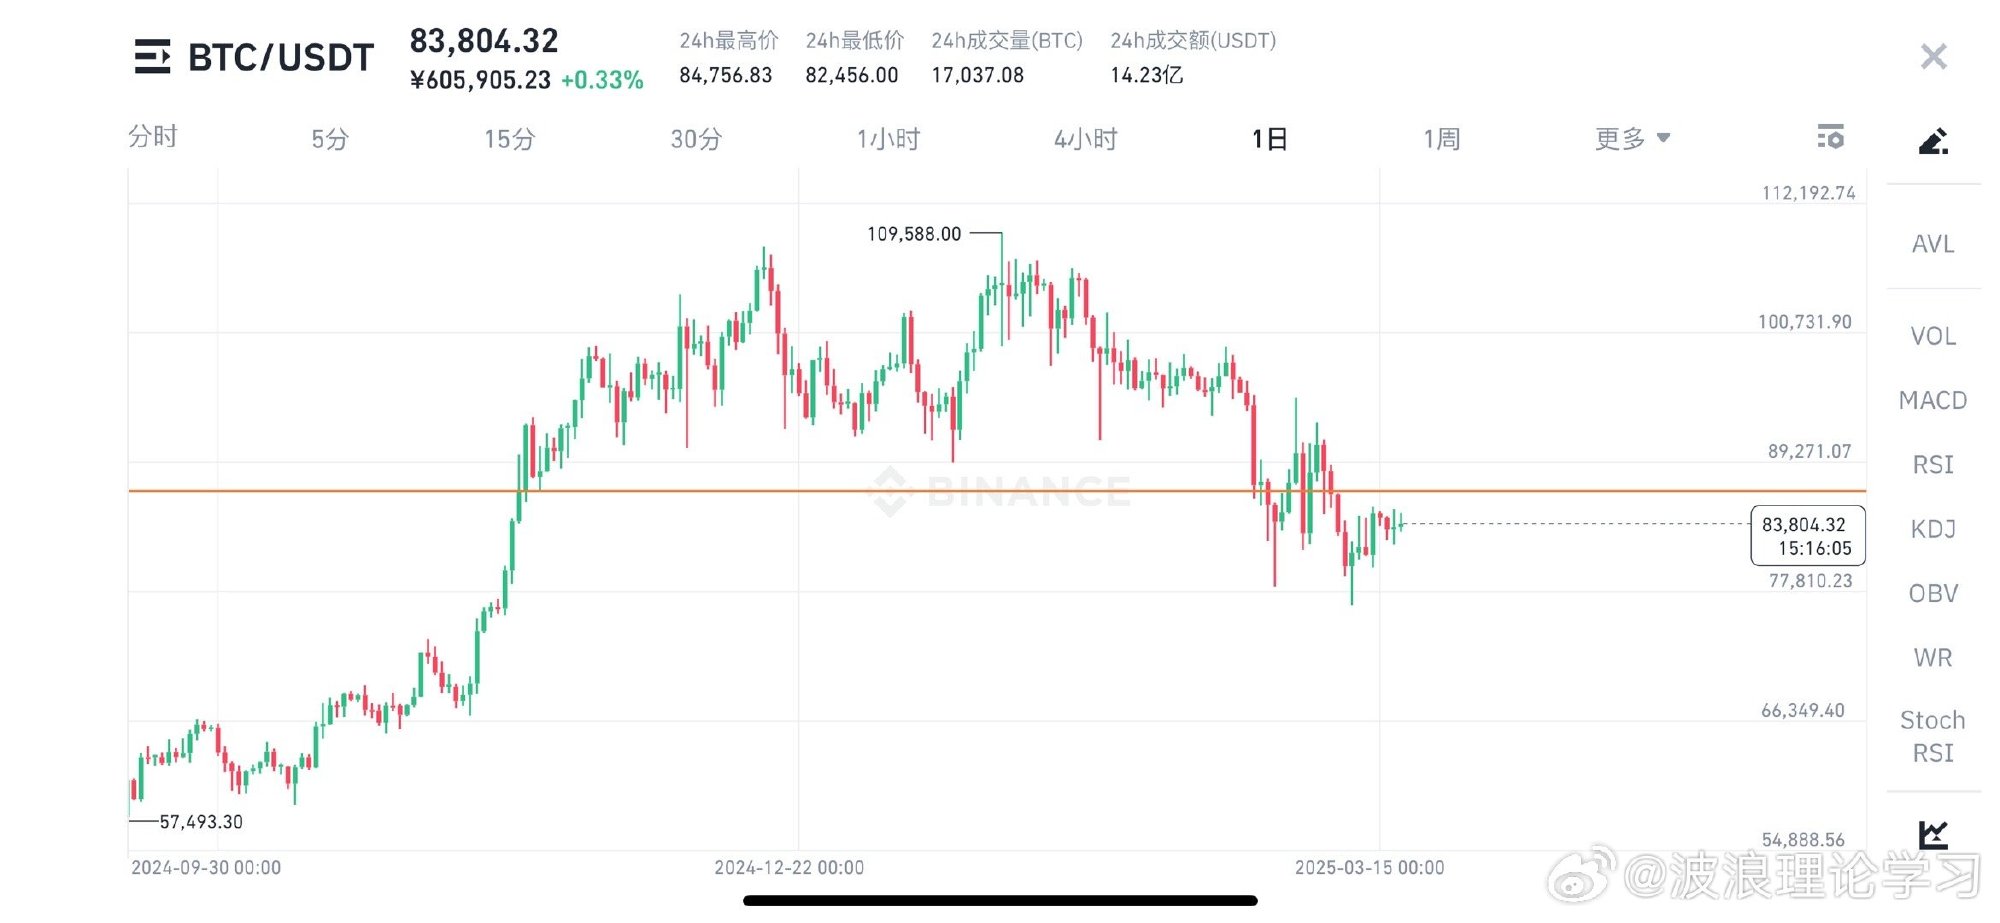 BTC/USDT
83,804.32
¥605,905.23 +0.33%
24h最高价 24h最低价 24h成交量(BTC) 24h成交额(USDT)
84,756.83 82,456.00 17,037.08 14.23亿
分时 5分 15分 30分 1小时 4小时 1日 1周 更多
112,192.74
109,588.00
AVL
100,731.90
VOL
MACD
89,271.07
RSI
BINANCE
83,804.32
15:16:05
KDJ
77,810.23
OBV
WR
66,349.40
Stoch
RSI
57,493.30
54,888.56
2024-09-30 00:00 2024-12-22 00:00 2025-03-15 00:00
@波浪理论学习